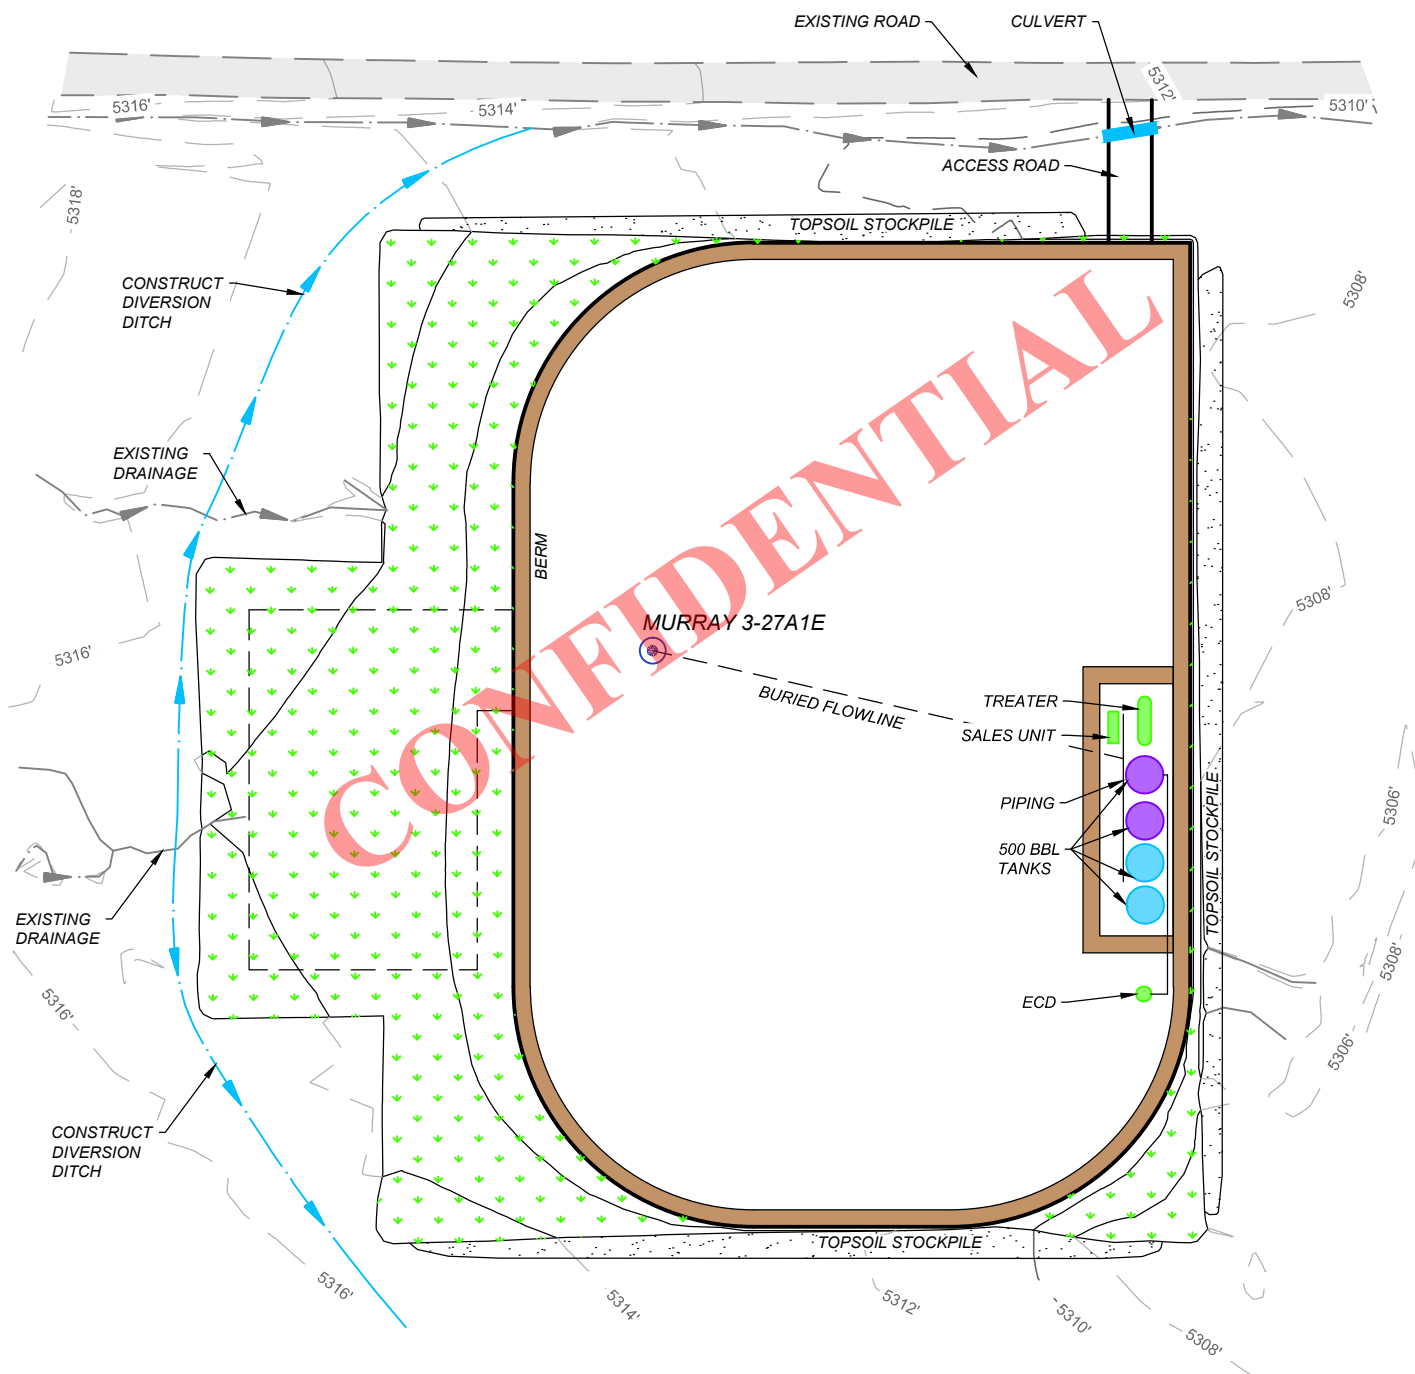 EXISTING ROAD
CULVERT
5312'
5316'
5314'
5310'
ACCESS ROAD
5318'
TOPSOIL STOCKPILE
CONSTRUCT
DIVERSION
DITCH
5308'
CONFIDENTIAL
EXISTING
DRAINAGE
BERM
5308'
MURRAY 3-27A1E
5316'
BURIED FLOWLINE
TREATER
SALES UNIT
PIPING
500 BBL
TANKS
TOPSOIL STOCKPILE
5306'
EXISTING
DRAINAGE
5308'
ECD
5316'
5306'
CONSTRUCT
DIVERSION
DITCH
TOPSOIL STOCKPILE
5316'
5314'
5312'
5310'
5308'